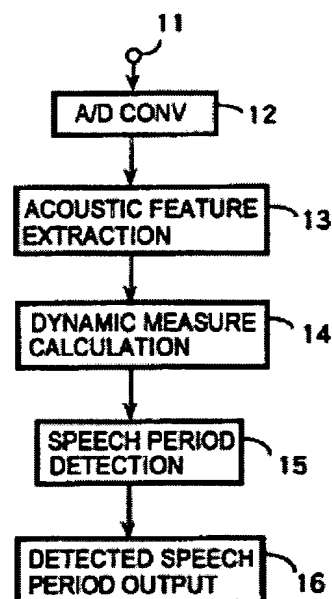 11
A/D CONV
12
ACOUSTIC FEATURE
EXTRACTION
13
DYNAMIC MEASURE
CALCULATION
14
SPEECH PERIOD
DETECTION
15
DETECTED SPEECH
PERIOD OUTPUT
16